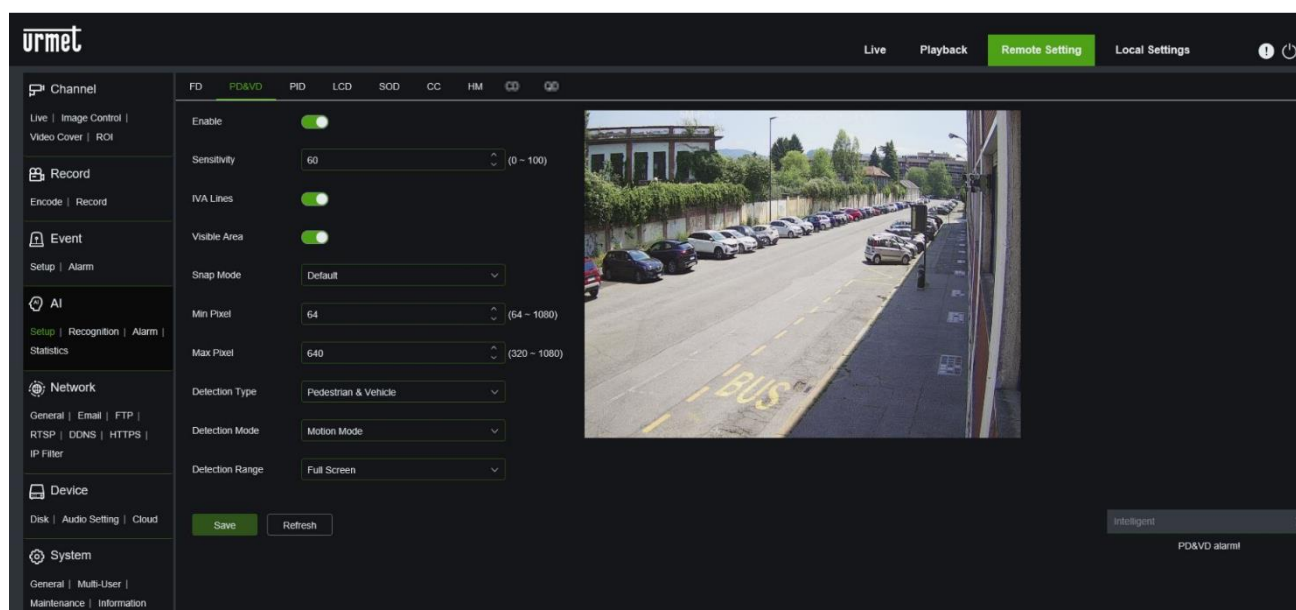 urmet
Live Playback Remote Setting Local Settings
Channel
Live | Image Control |
Video Cover | ROI
Record
Encode | Record
Event
Setup | Alarm
AI
Setup | Recognition | Alarm |
Statistics
Network
General | Email | FTP |
RTSP | DDNS | HTTPS |
IP Filter
Device
Disk | Audio Setting | Cloud
System
General | Multi-User |
Maintenance | Information
FD PD&VD PID LCD SOD CC HM CD QD
Enable
Sensitivity 60 (0 ~ 100)
IVA Lines
Visible Area
Snap Mode Default
Min Pixel 64 (64 ~ 1080)
Max Pixel 640 (320 ~ 1080)
Detection Type Pedestrian & Vehicle
Detection Mode Motion Mode
Detection Range Full Screen
Save Refresh
BUS
Intelligent
PD&VD alarm!